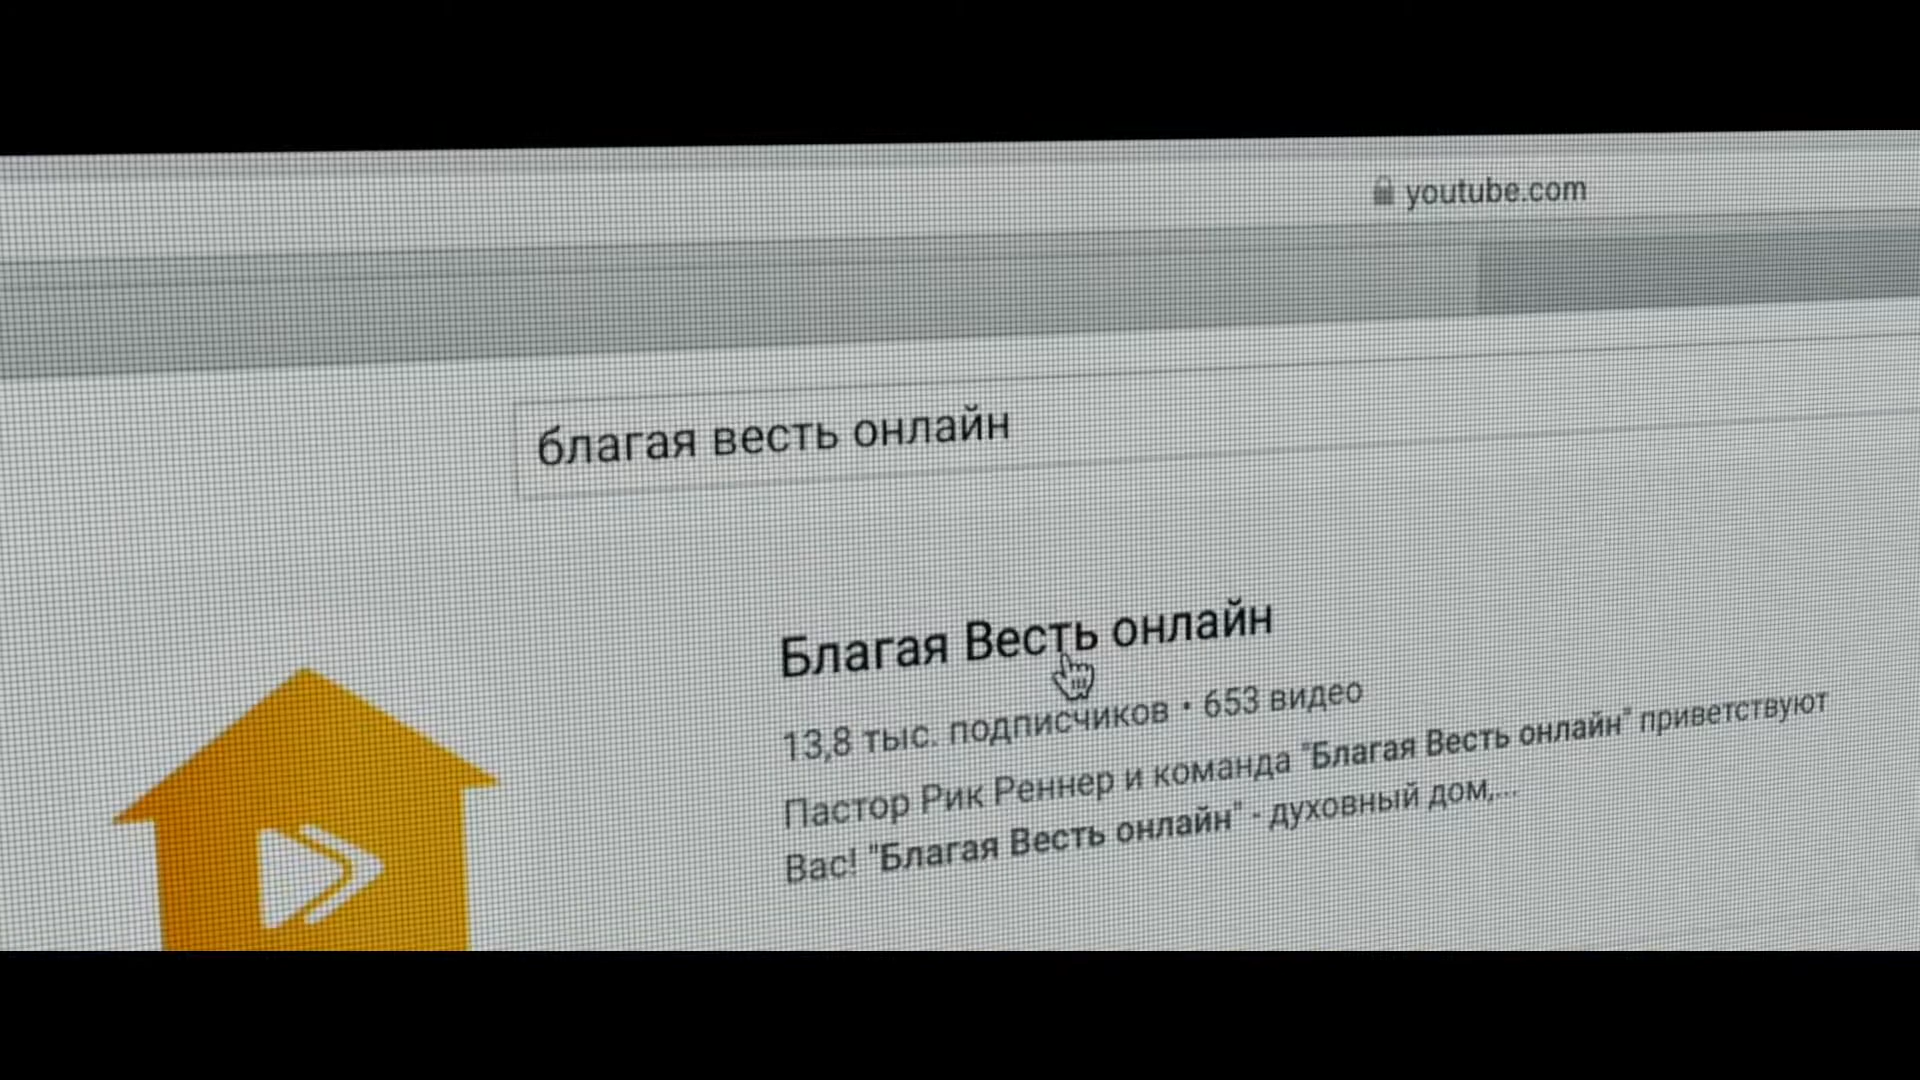 youtube.com
благая весть онлайн
Благая Весть онлайн
13,8 тыс. подписчиков • 653 видео
Пастор Рик Реннер и команда "Благая Весть онлайн" приветствуют
Вас! "Благая Весть онлайн" - духовный дом,...